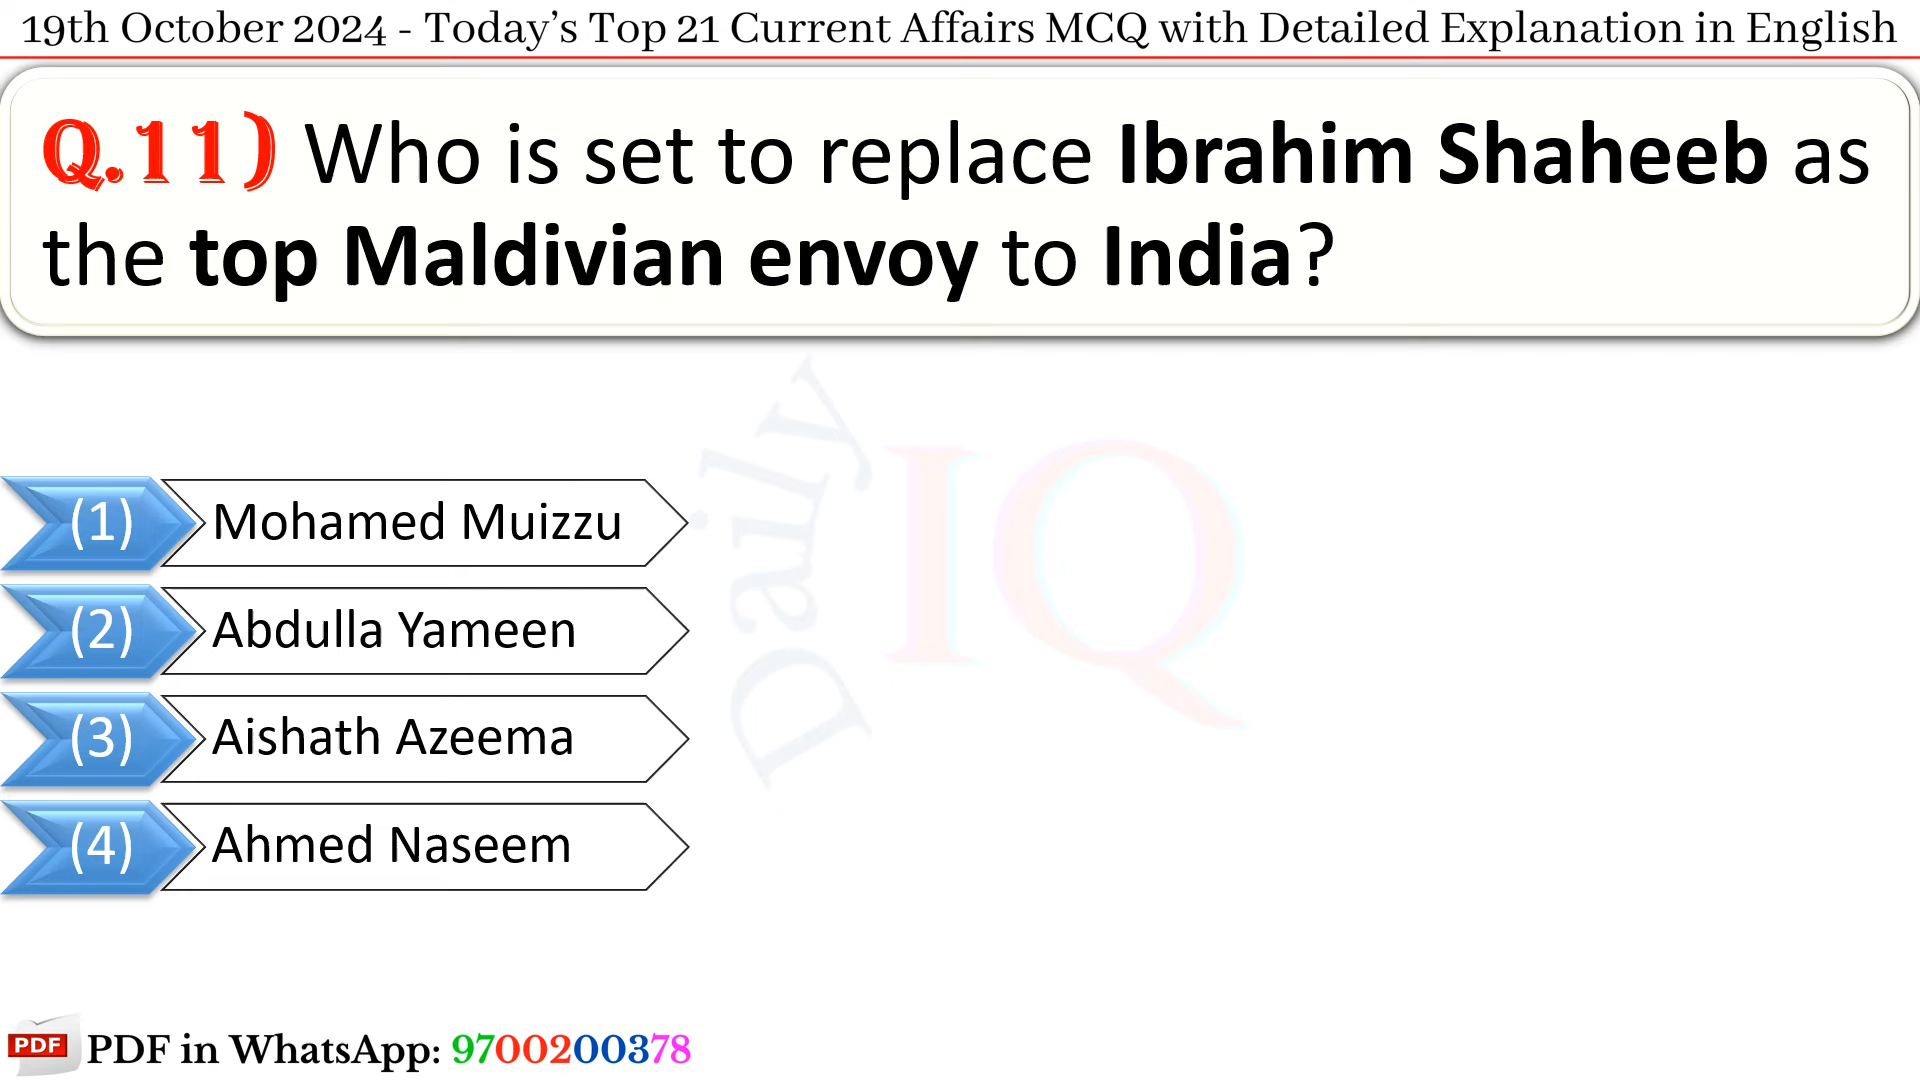 19th October 2024 - Today’s Top 21 Current Affairs MCQ with Detailed Explanation in English
Q.11) Who is set to replace Ibrahim Shaheeb as
the top Maldivian envoy to India?
Daily IQ
(1) Mohamed Muizzu
(2) Abdulla Yameen
(3) Aishath Azeema
(4) Ahmed Naseem
PDF PDF in WhatsApp: 9700200378